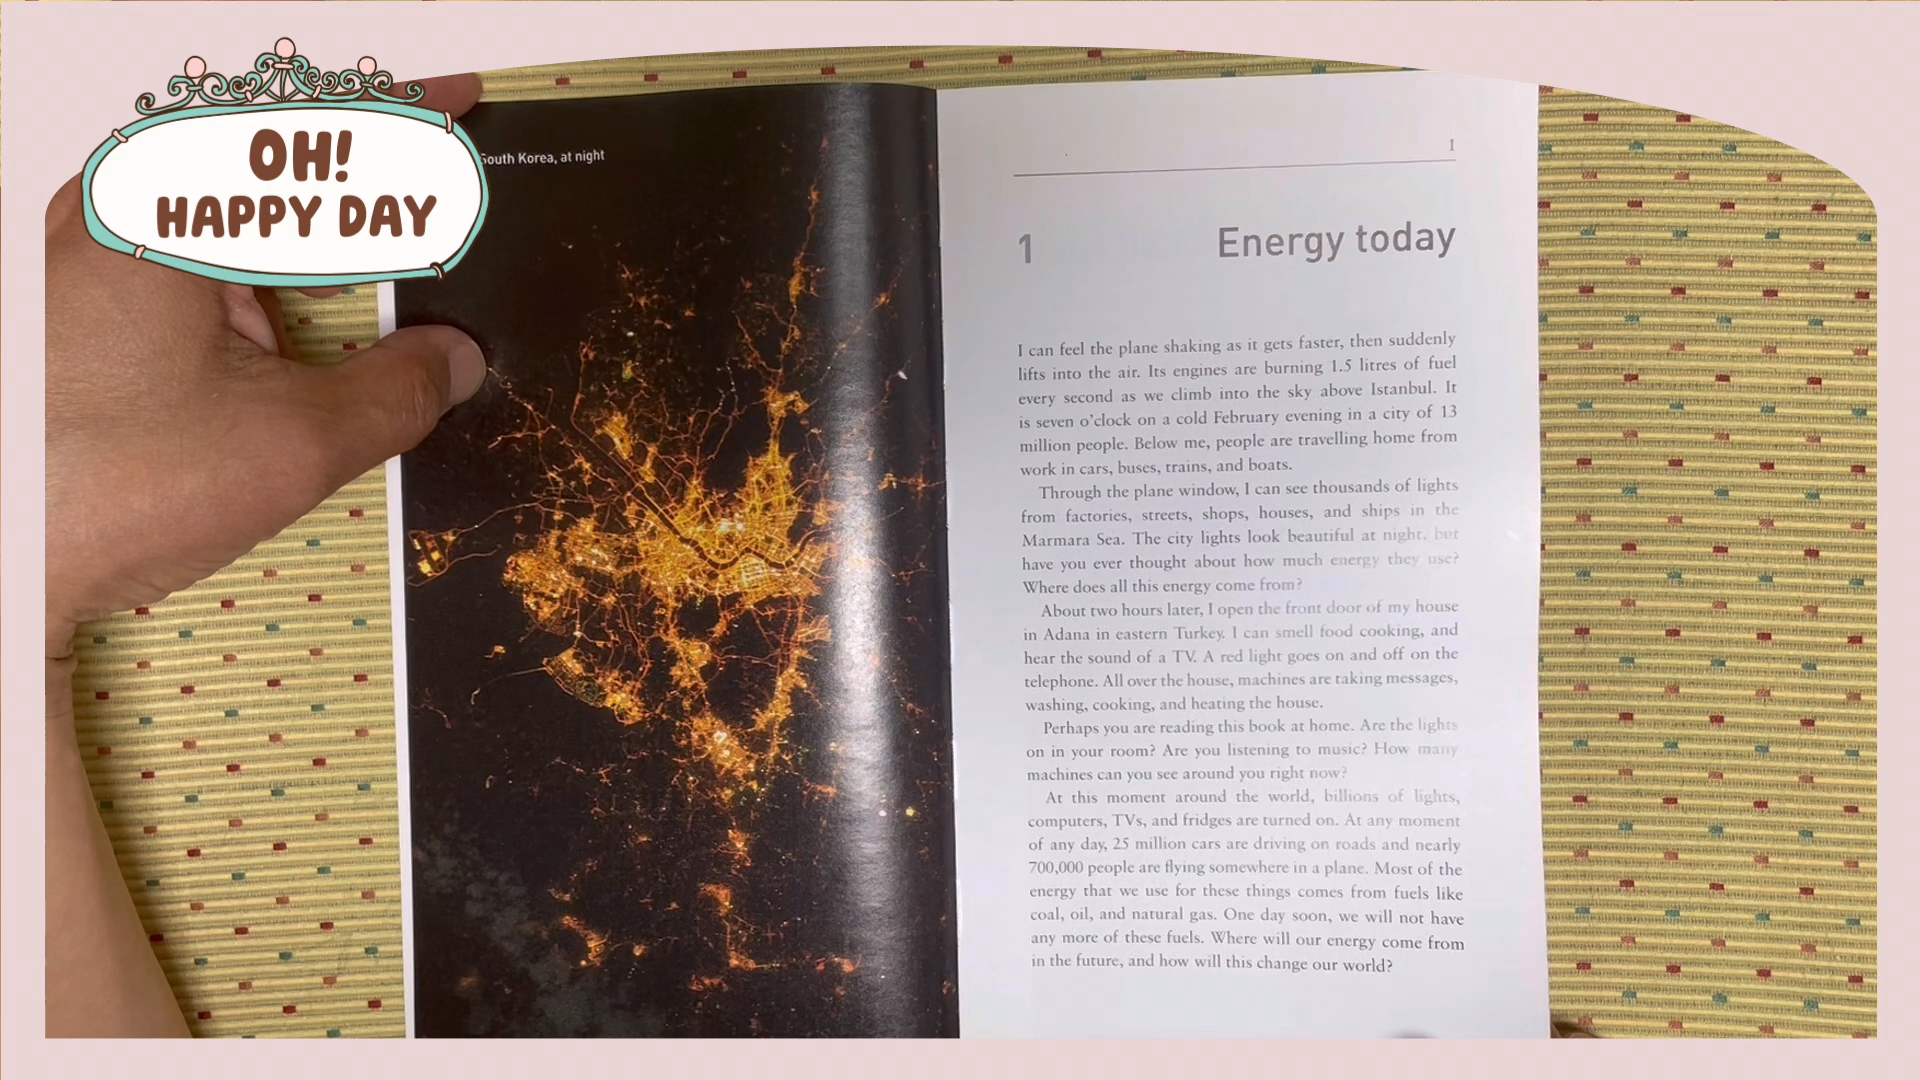 OH!
HAPPY DAY
South Korea, at night
1
1 Energy today
I can feel the plane shaking as it gets faster, then suddenly
lifts into the air. Its engines are burning 1.5 litres of fuel
every second as we climb into the sky above Istanbul. It
is seven o'clock on a cold February evening in a city of 13
million people. Below me, people are travelling home from
work in cars, buses, trains, and boats.
Through the plane window, I can see thousands of lights
from factories, streets, shops, houses, and ships in the
Marmara Sea. The city lights look beautiful at night, but
have you ever thought about how much energy they use?
Where does all this energy come from?
About two hours later, I open the front door of my house
in Adana in eastern Turkey. I can smell food cooking, and
hear the sound of a TV. A red light goes on and off on the
telephone. All over the house, machines are taking messages,
washing, cooking, and heating the house.
Perhaps you are reading this book at home. Are the lights
on in your room? Are you listening to music? How many
machines can you see around you right now?
At this moment around the world, billions of lights,
computers, TVs, and fridges are turned on. At any moment
of any day, 25 million cars are driving on roads and nearly
700,000 people are flying somewhere in a plane. Most of the
energy that we use for these things comes from fuels like
coal, oil, and natural gas. One day soon, we will not have
any more of these fuels. Where will our energy come from
in the future, and how will this change our world?